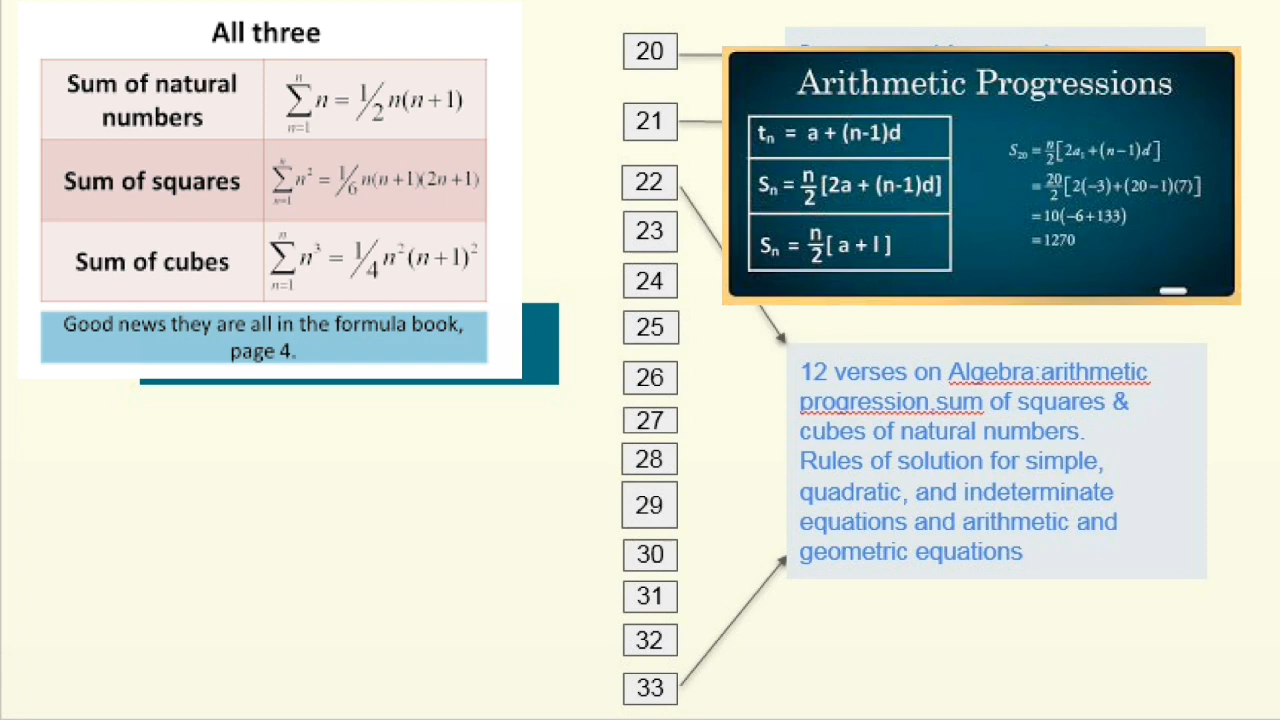 All three
Sum of natural numbers
∑ₙ₌₁ⁿ n = 1/2 n(n+1)
Sum of squares
∑ₙ₌₁ⁿ n² = 1/6 n(n+1)(2n+1)
Sum of cubes
∑ₙ₌₁ⁿ n³ = 1/4 n²(n+1)²
Good news they are all in the formula book,
page 4.
20
21
22
23
24
25
26
27
28
29
30
31
32
33
Arithmetic Progressions
tₙ = a + (n-1)d
Sₙ = n/2 [2a + (n-1)d]
Sₙ = n/2 [ a + l ]
S₂₀ = n/2 [2a₁ + (n−1)d]
= 20/2 [2(−3)+(20−1)(7)]
= 10(−6+133)
= 1270
12 verses on Algebra:arithmetic
progression,sum of squares &
cubes of natural numbers.
Rules of solution for simple,
quadratic, and indeterminate
equations and arithmetic and
geometric equations